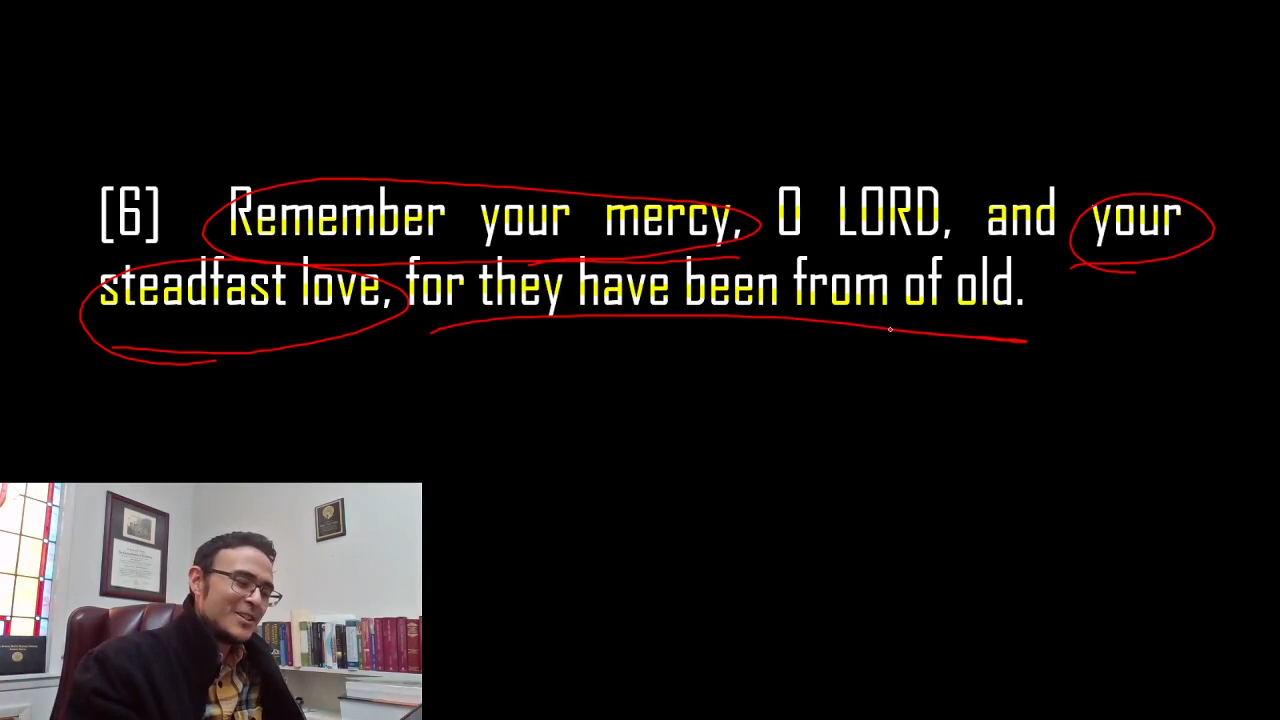 [6] Remember your mercy, O LORD, and your
steadfast love, for they have been from of old.